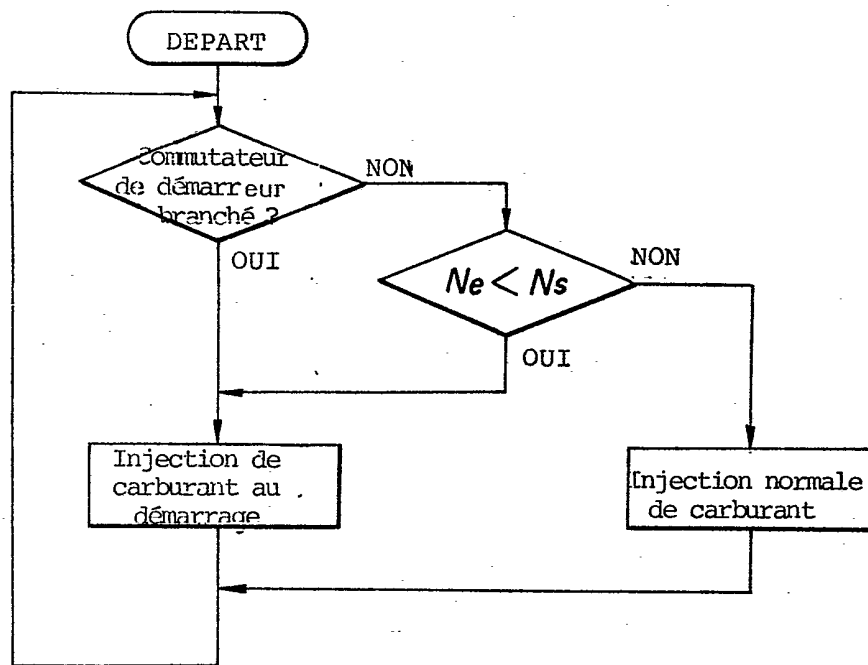 DEPART
Commutateur
de démarreur
branché ?
NON
OUI
Ne < Ns
NON
OUI
Injection de
carburant au
démarrage
Injection normale
de carburant